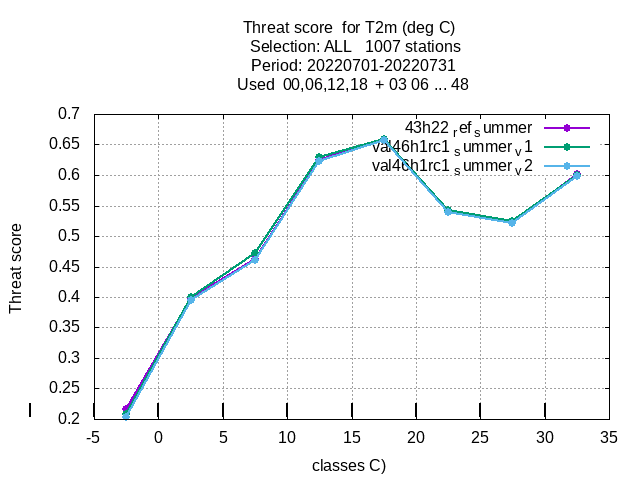 Threat score for T2m (deg C)
Selection: ALL 1007 stations
Period: 20220701-20220731
Used 00,06,12,18 + 03 06 ... 48
0.7
0.65
0.6
0.55
0.5
0.45
0.4
0.35
0.3
0.25
0.2
Threat score
43h22 ref summer
val46h1rc1 summer v1
val46h1rc1 summer v2
-5
0
5
10
15
20
25
30
35
classes C)